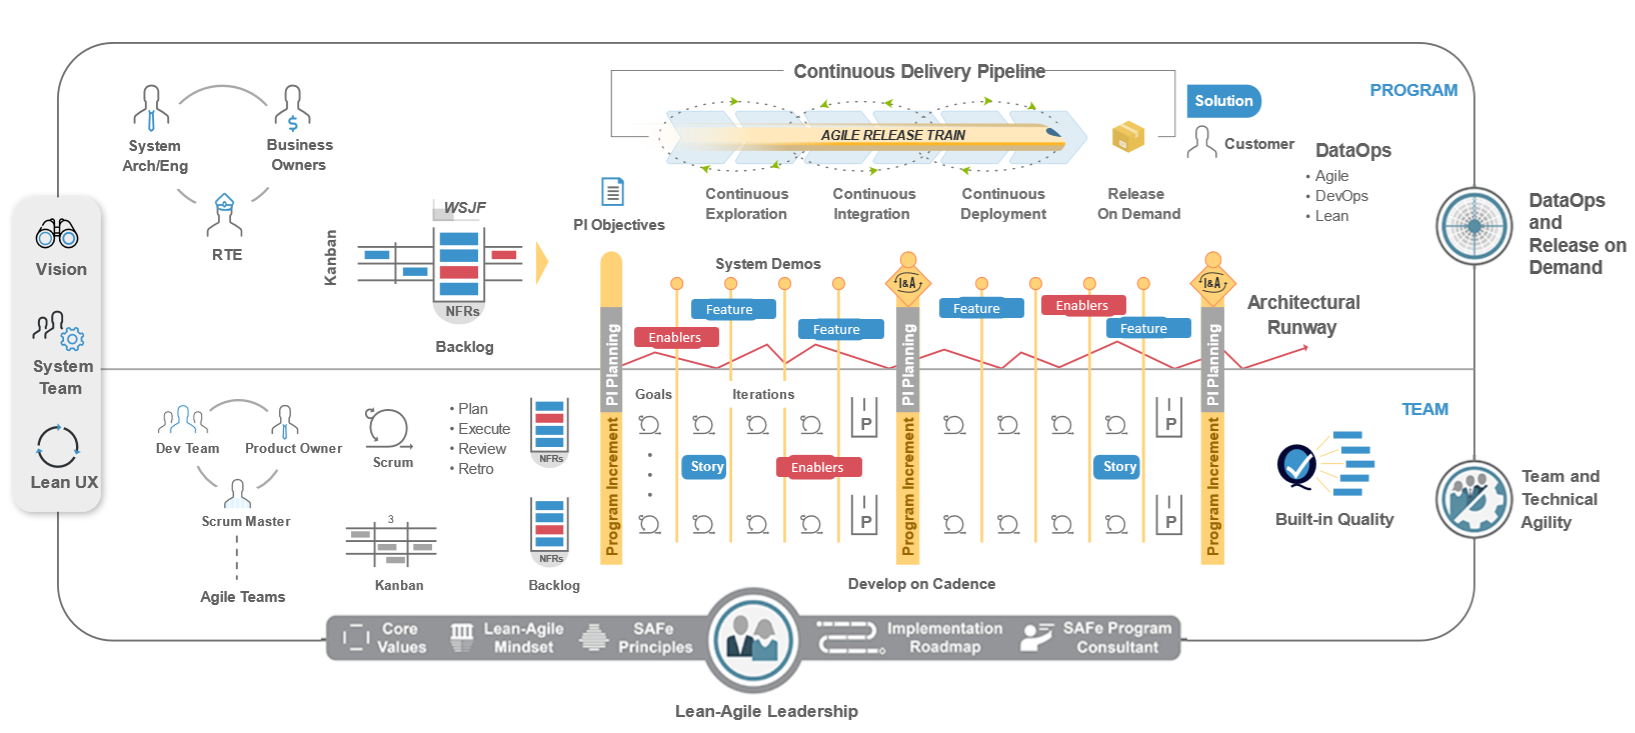 Continuous Delivery Pipeline
PROGRAM
Solution
Customer
AGILE RELEASE TRAIN
System
Arch/Eng
Business
Owners
RTE
DataOps
• Agile
• DevOps
• Lean
Continuous
Exploration
Continuous
Integration
Continuous
Deployment
Release
On Demand
PI Objectives
WSJF
Kanban
NFRs
Backlog
DataOps
and
Release on
Demand
Vision
System
Team
Lean UX
System Demos
I&A
I&A
Feature
Enablers
Feature
Feature
Enablers
Feature
Architectural
Runway
PI Planning
PI Planning
PI Planning
TEAM
Dev Team
Product Owner
Scrum Master
Agile Teams
Scrum
• Plan
• Execute
• Review
• Retro
NFRs
3
Kanban
NFRs
Backlog
Goals
Iterations
I
P
I
P
Story
Enablers
Story
I
P
I
P
Program Increment
Program Increment
Program Increment
Develop on Cadence
Built-in Quality
Team and
Technical
Agility
Core
Values
Lean-Agile
Mindset
SAFe
Principles
Implementation
Roadmap
SAFe Program
Consultant
Lean-Agile Leadership